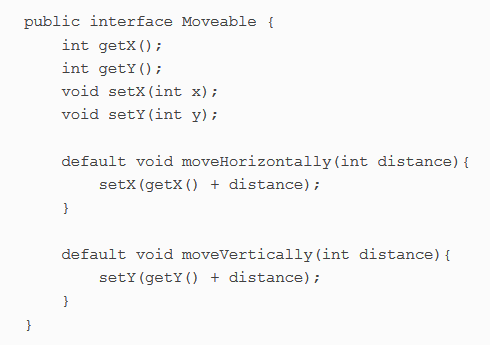 public interface Moveable {
    int getX();
    int getY();
    void setX(int x);
    void setY(int y);

    default void moveHorizontally(int distance){
        setX(getX() + distance);
    }

    default void moveVertically(int distance){
        setY(getY() + distance);
    }
}